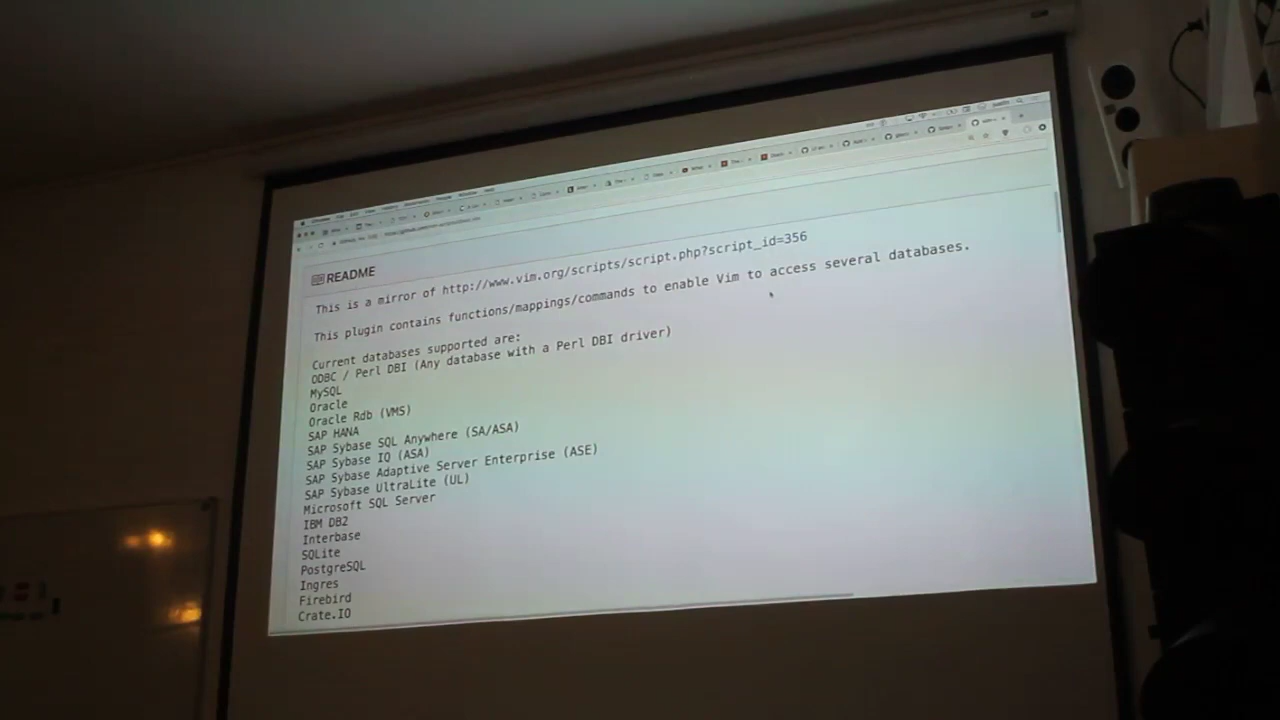 README
This is a mirror of http://www.vim.org/scripts/script.php?script_id=356
This plugin contains functions/mappings/commands to enable Vim to access several databases.
Current databases supported are:
ODBC / Perl DBI (Any database with a Perl DBI driver)
MySQL
Oracle
Oracle Rdb (VMS)
SAP HANA
SAP Sybase SQL Anywhere (SA/ASA)
SAP Sybase IQ (ASA)
SAP Sybase Adaptive Server Enterprise (ASE)
SAP Sybase UltraLite (UL)
Microsoft SQL Server
IBM DB2
Interbase
SQLite
PostgreSQL
Ingres
Firebird
Crate.IO